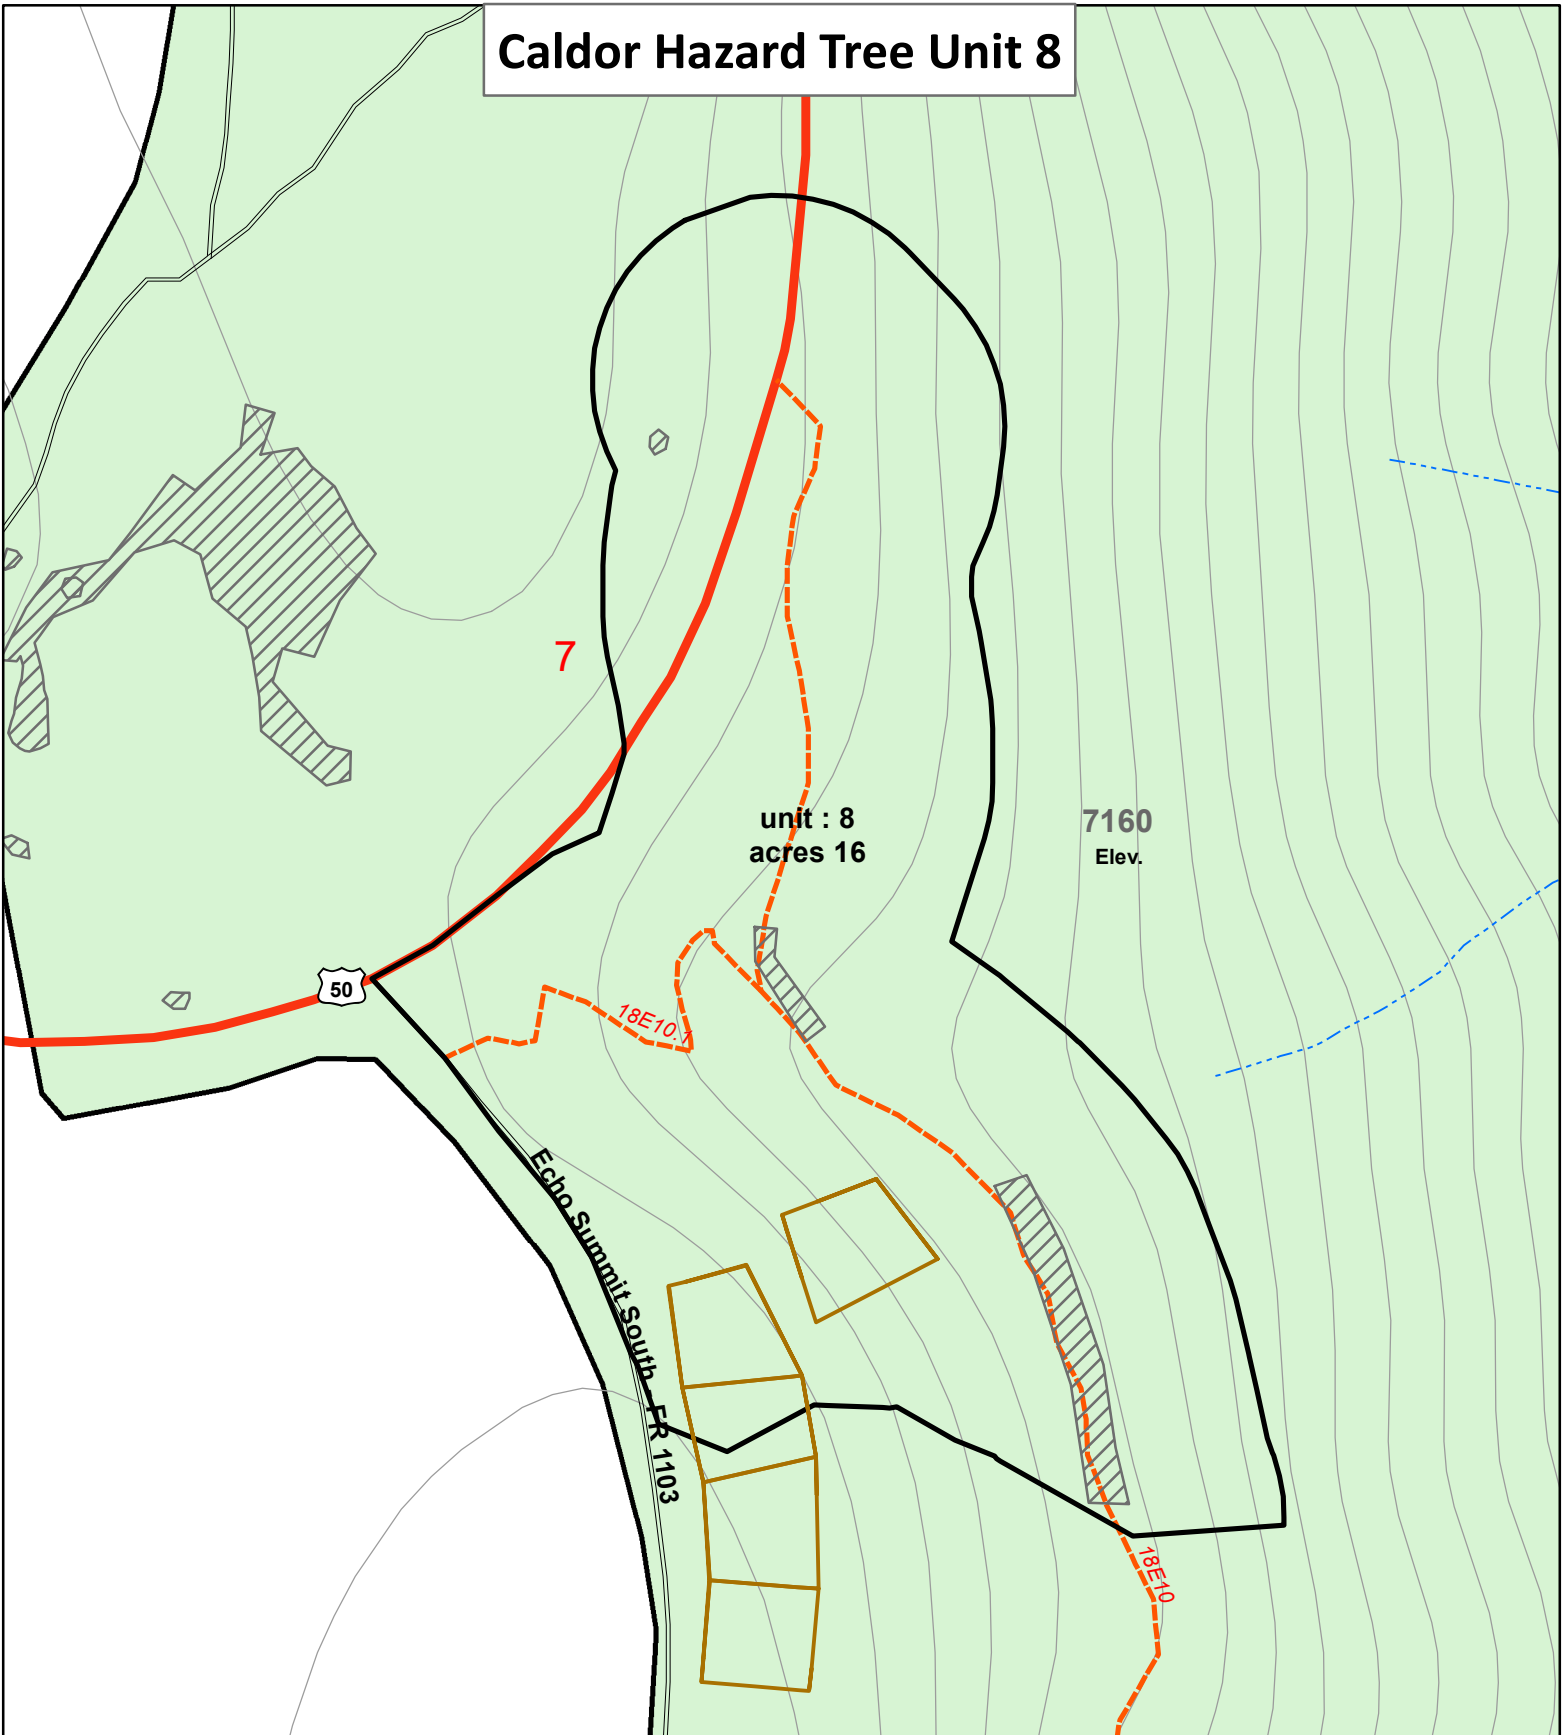 Caldor Hazard Tree Unit 8
7
unit : 8
acres 16
7160
Elev.
50
18E10.1
Echo Summit South - FR 1103
18E10